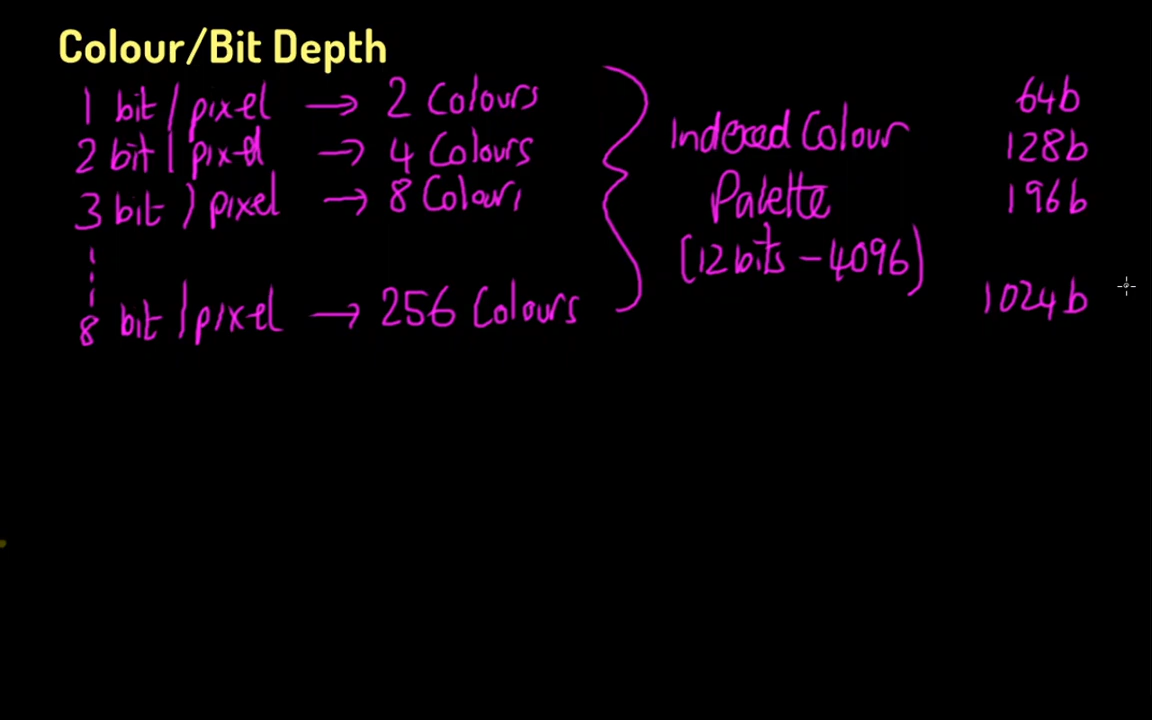 Colour/Bit Depth
1 bit / pixel → 2 Colours
2 bit / pixel → 4 Colours
3 bit / pixel → 8 Colours
8 bit / pixel → 256 Colours
Indexed Colour
Palette
(12 bits - 4096)
64b
128b
196b
1024b